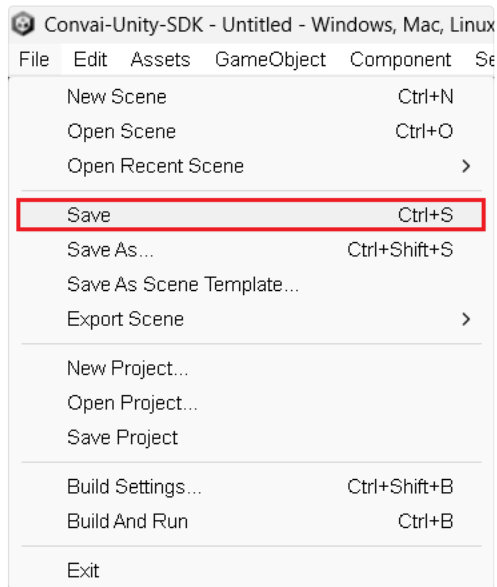 Convai-Unity-SDK - Untitled - Windows, Mac, Linux
File Edit Assets GameObject Component Se
New Scene Ctrl+N
Open Scene Ctrl+O
Open Recent Scene >
Save Ctrl+S
Save As... Ctrl+Shift+S
Save As Scene Template...
Export Scene >
New Project...
Open Project...
Save Project
Build Settings... Ctrl+Shift+B
Build And Run Ctrl+B
Exit